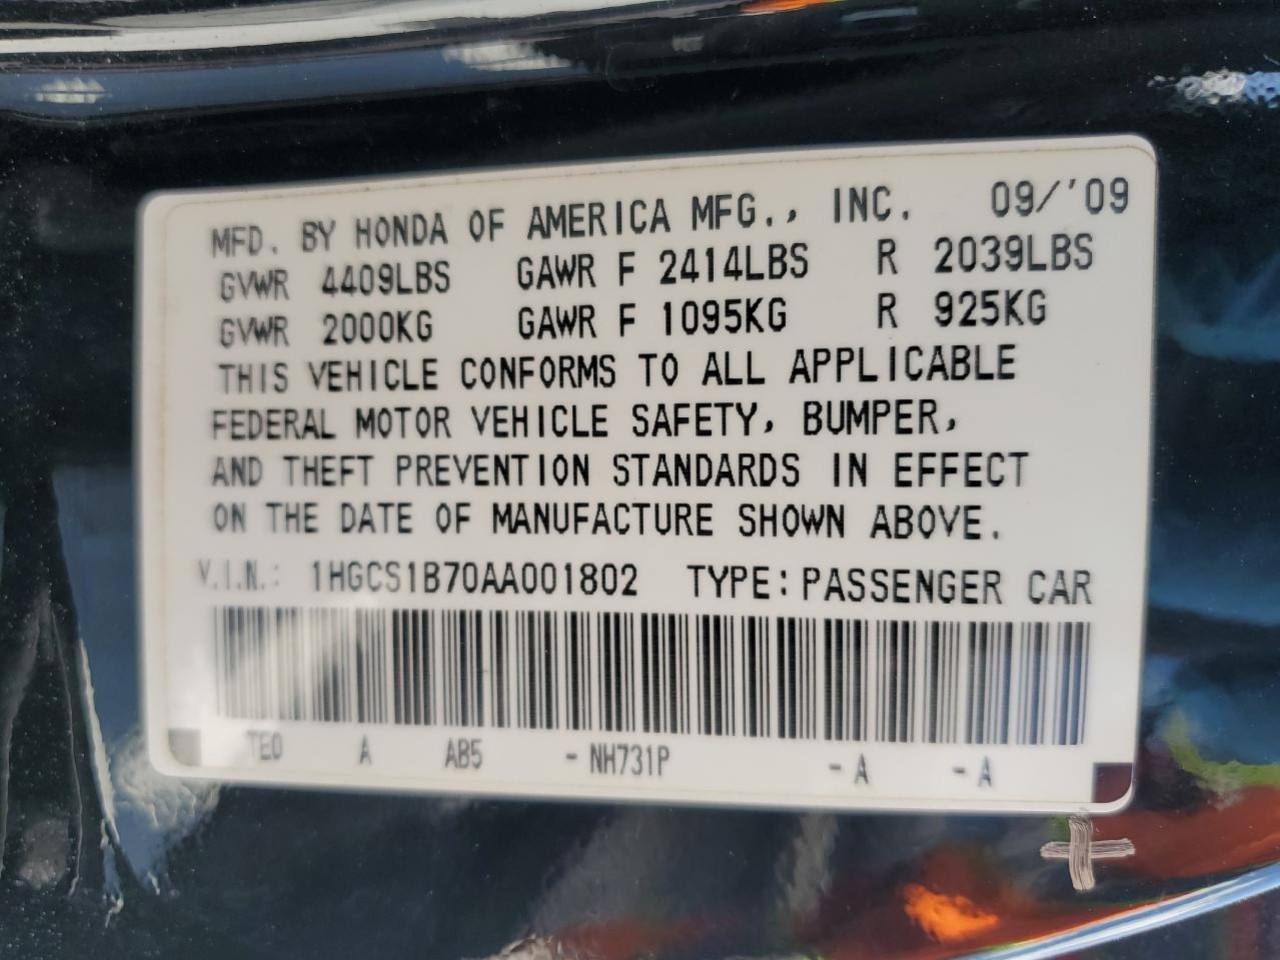 MFD. BY HONDA OF AMERICA MFG., INC. 09/'09
GVWR 4409LBS GAWR F 2414LBS R 2039LBS
GVWR 2000KG GAWR F 1095KG R 925KG
THIS VEHICLE CONFORMS TO ALL APPLICABLE
FEDERAL MOTOR VEHICLE SAFETY, BUMPER,
AND THEFT PREVENTION STANDARDS IN EFFECT
ON THE DATE OF MANUFACTURE SHOWN ABOVE.
V.I.N.: 1HGCS1B70AA001802 TYPE: PASSENGER CAR
TE0 A AB5 - NH731P - A - A